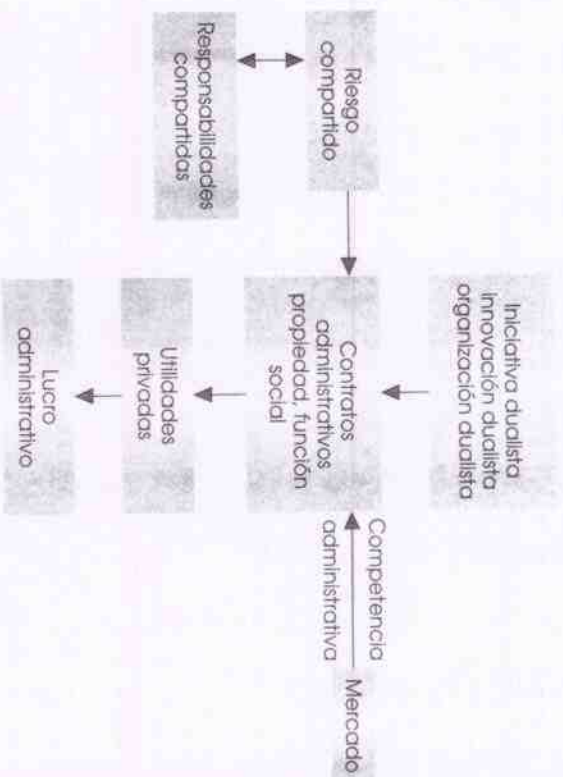 Iniciativa dualista
innovación dualista
organización dualista
Riesgo
compartido
Contratos
administrativos
propiedad, función
social
Competencia
administrativa
Mercado
Responsabilidades
compartidas
Utilidades
privadas
Lucro
administrativo